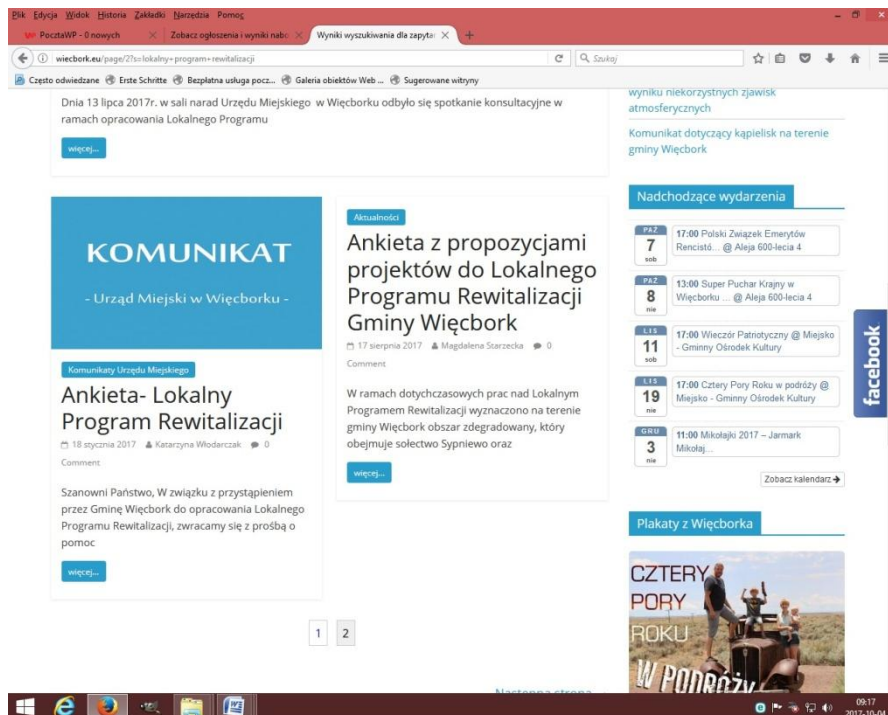 Plik Edycja Widok Historia Zakładki Narzędzia Pomoc
PocztaWP - 0 nowych
Zobacz ogłoszenia i wyniki nabo
Wyniki wyszukiwania dla zapytan
wiecbork.eu/page/2?s=lokalny+program+rewitalizacji
Szukaj
Często odwiedzane Erste Schritte Bezpłatna usługa pocz... Galeria obiektów Web ... Sugerowane witryny
Dnia 13 lipca 2017r. w sali narad Urzędu Miejskiego w Więcborku odbyło się spotkanie konsultacyjne w
ramach opracowania Lokalnego Programu
więcej...
KOMUNIKAT
- Urząd Miejski w Więcborku -
Komunikaty Urzędu Miejskiego
Ankieta- Lokalny
Program Rewitalizacji
18 stycznia 2017 Katarzyna Włodarczak 0
Comment
Szanowni Państwo, W związku z przystąpieniem
przez Gminę Więcbork do opracowania Lokalnego
Programu Rewitalizacji, zwracamy się z prośbą o
pomoc
więcej...
Aktualności
Ankieta z propozycjami
projektów do Lokalnego
Programu Rewitalizacji
Gminy Więcbork
17 sierpnia 2017 Magdalena Starzecka 0
Comment
W ramach dotychczasowych prac nad Lokalnym
Programem Rewitalizacji wyznaczono na terenie
gminy Więcbork obszar zdegradowany, który
obejmuje sołectwo Sypniewo oraz
więcej...
1 2
Następna strona
wyniku niekorzystnych zjawisk
atmosferycznych
Komunikat dotyczący kąpielisk na terenie
gminy Więcbork
Nadchodzące wydarzenia
PAŹ
7
sob
17:00 Polski Związek Emerytów
Rencistó... @ Aleja 600-lecia 4
PAŹ
8
nie
13:00 Super Puchar Krajny w
Więcborku ... @ Aleja 600-lecia 4
LIS
11
sob
17:00 Wieczór Patriotyczny @ Miejsko
- Gminny Ośrodek Kultury
LIS
19
nie
17:00 Cztery Pory Roku w podróży @
Miejsko - Gminny Ośrodek Kultury
GRU
3
nie
11:00 Mikołajki 2017 – Jarmark
Mikołaj...
Zobacz kalendarz
Plakaty z Więcborka
CZTERY
PORY
ROKU
W PODRÓŻY
facebook
09:17
2017-10-04